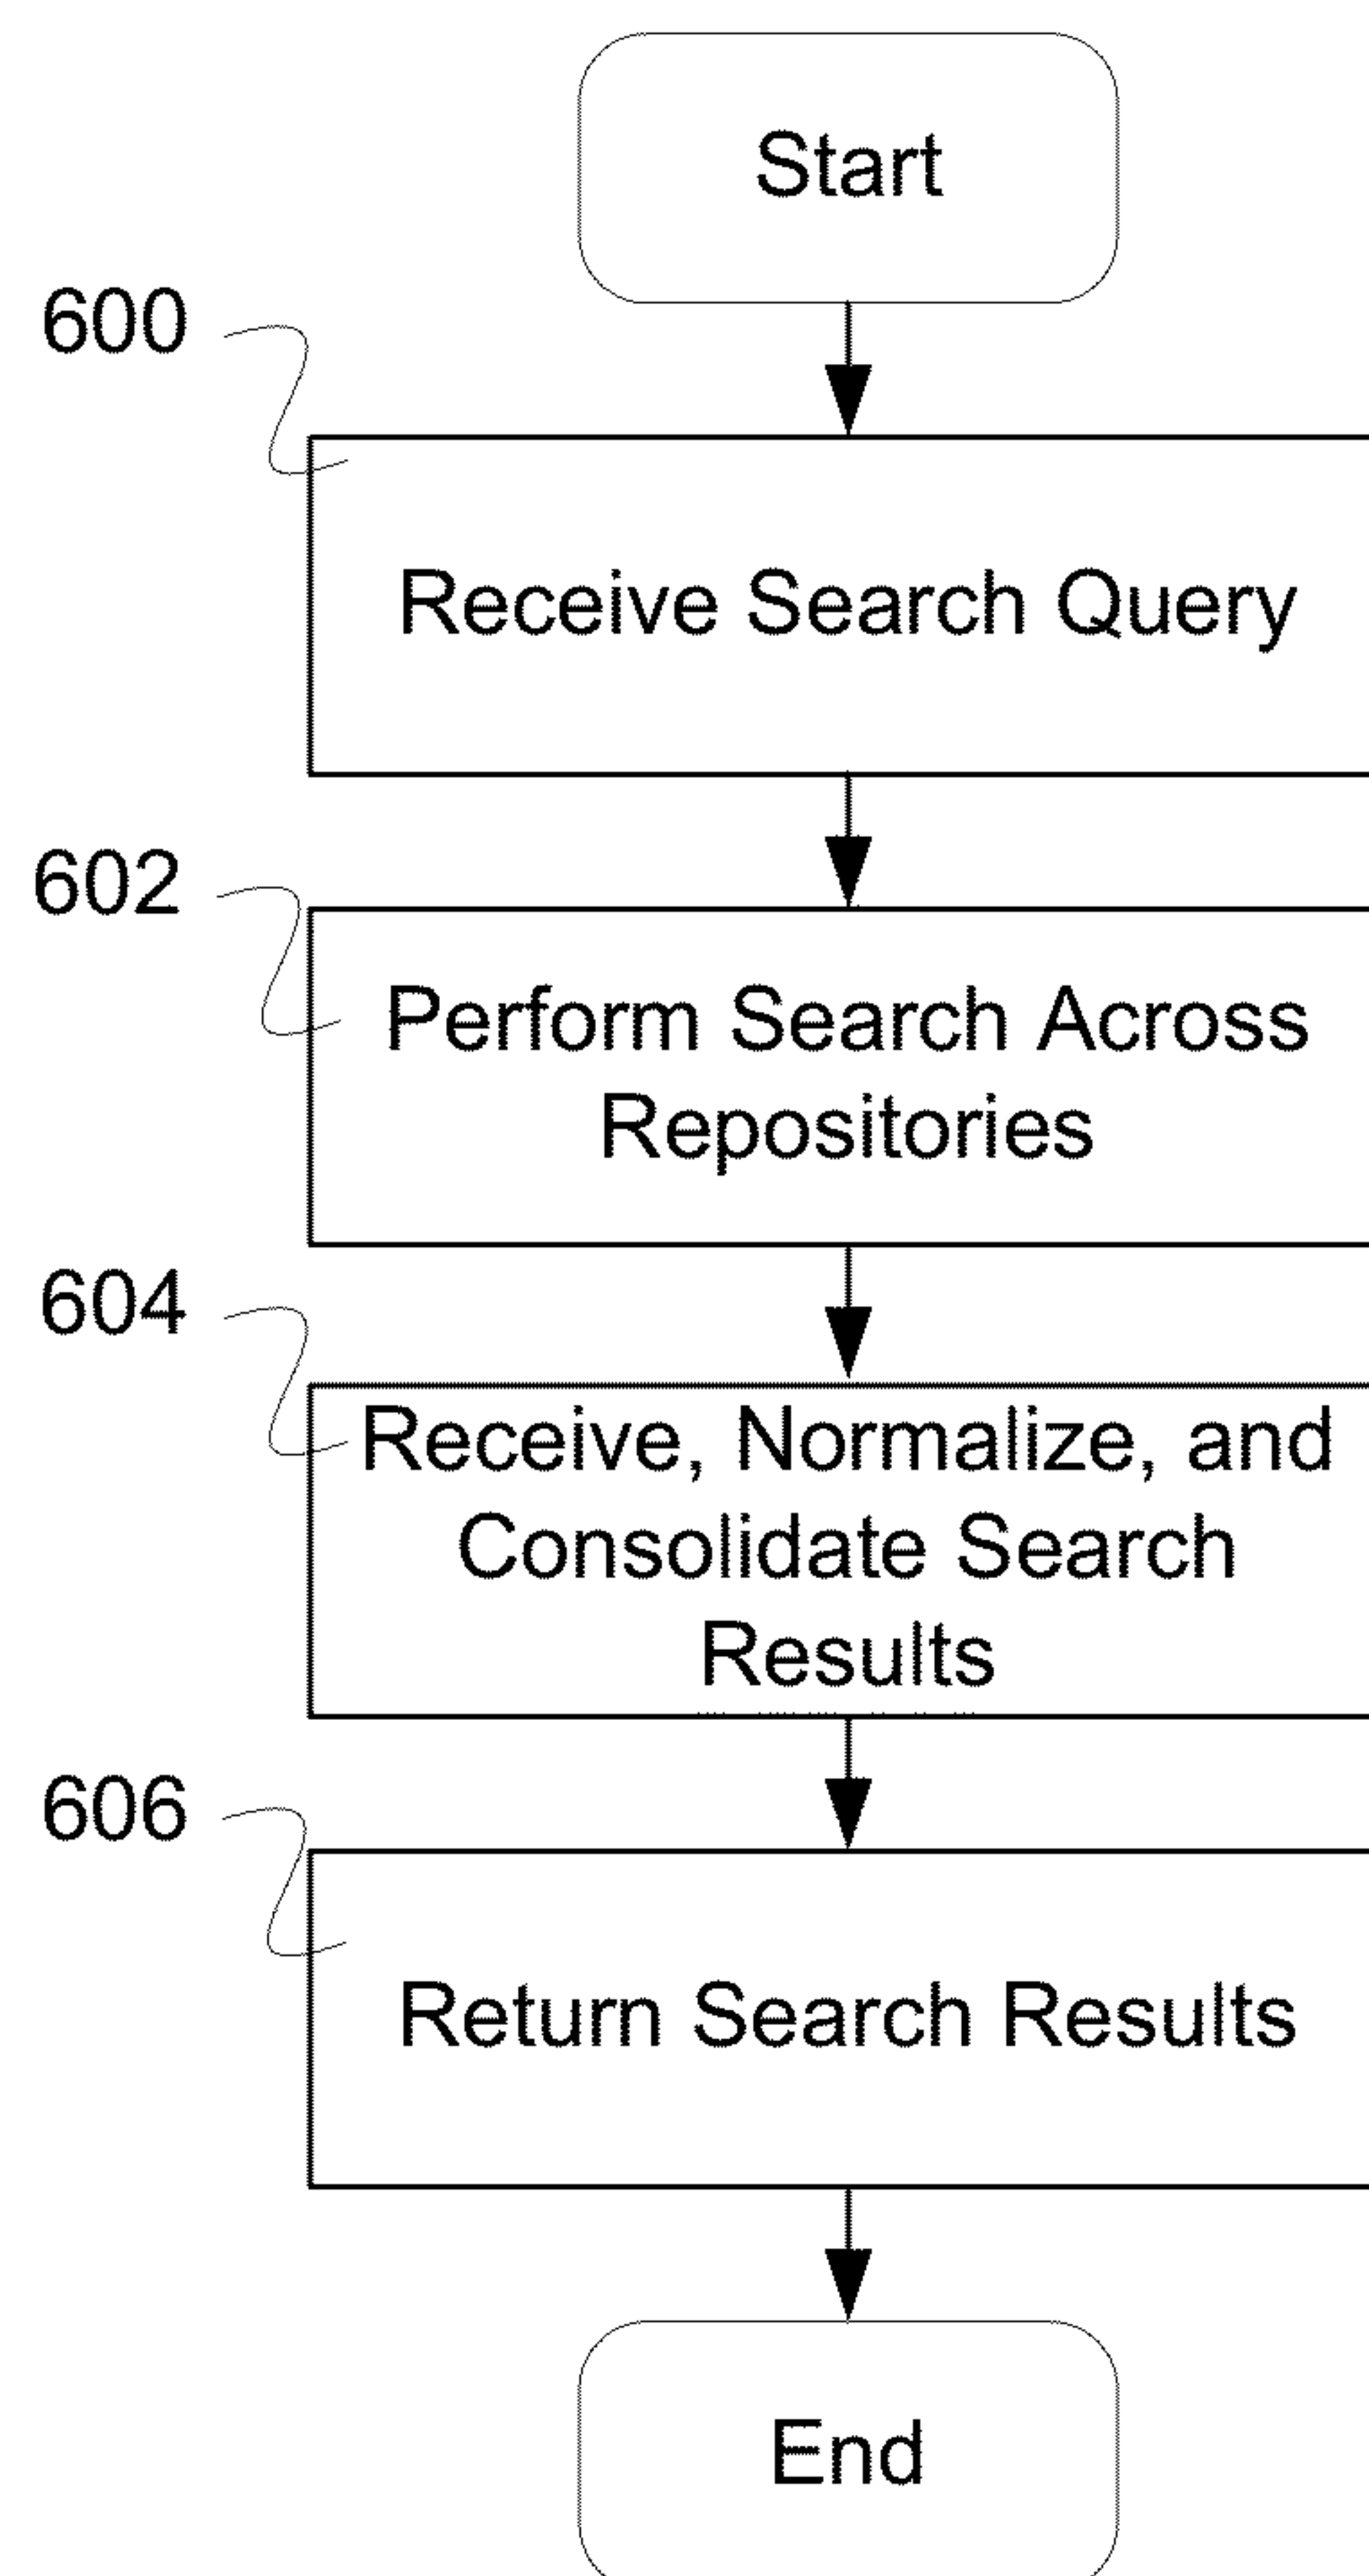 Start
600
Receive Search Query
602
Perform Search Across
Repositories
604
Receive, Normalize, and
Consolidate Search
Results
606
Return Search Results
End